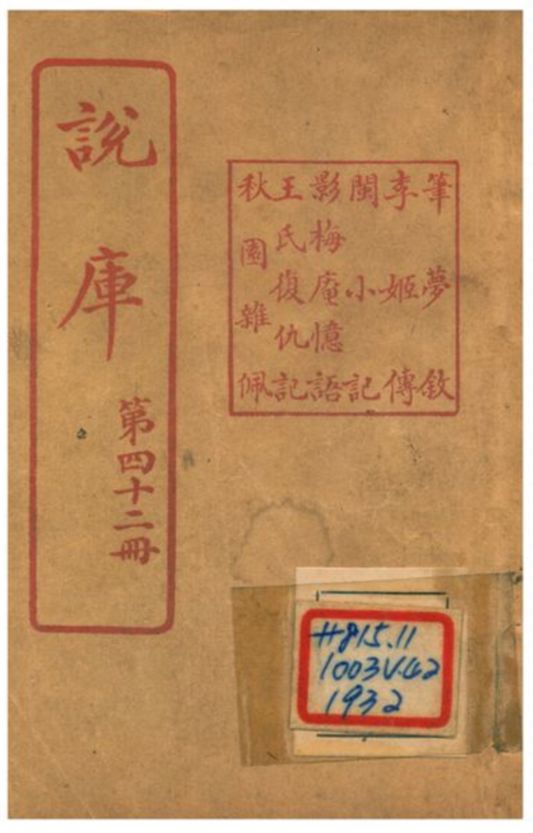 說庫
第四十二冊
筆夢敘
李姬傳
閩小記
影梅庵憶語
王氏復仇記
秋園雜佩
H815.11
1003V.42
1932